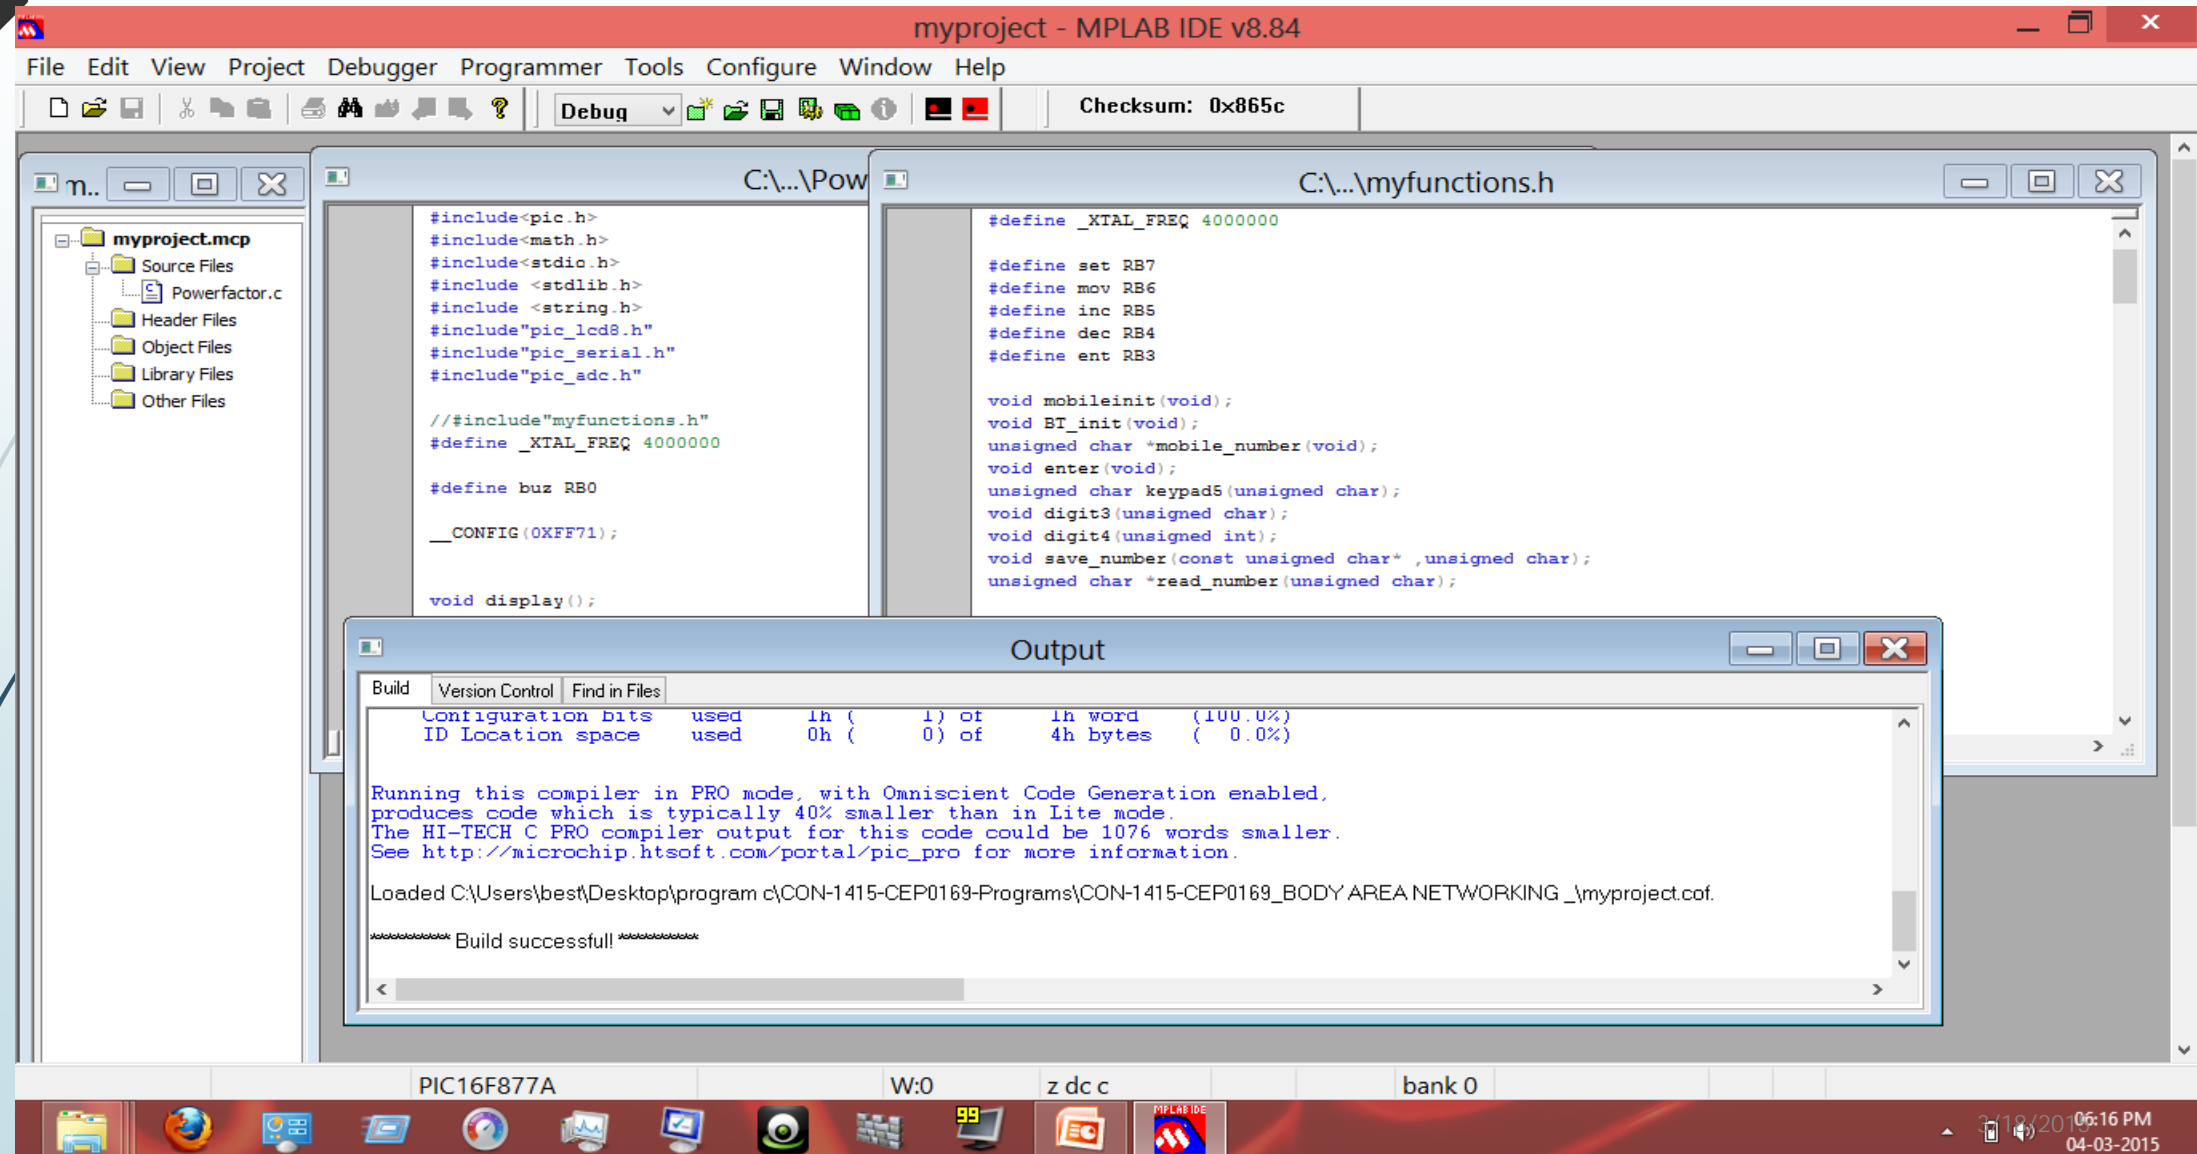 myproject - MPLAB IDE v8.84
File Edit View Project Debugger Programmer Tools Configure Window Help
Debug
Checksum: 0x865c
m..
myproject.mcp
Source Files
Powerfactor.c
Header Files
Object Files
Library Files
Other Files
C:\...\Pow
#include<pic.h>
#include<math.h>
#include<stdio.h>
#include <stdlib.h>
#include <string.h>
#include"pic_lcd8.h"
#include"pic_serial.h"
#include"pic_adc.h"
//#include"myfunctions.h"
#define _XTAL_FREQ 4000000
#define buz RB0
__CONFIG(0XFF71);
void display();
C:\...\myfunctions.h
#define _XTAL_FREQ 4000000
#define set RB7
#define mov RB6
#define inc RB5
#define dec RB4
#define ent RB3
void mobileinit(void);
void BT_init(void);
unsigned char *mobile_number(void);
void enter(void);
unsigned char keypad5(unsigned char);
void digit3(unsigned char);
void digit4(unsigned int);
void save_number(const unsigned char* ,unsigned char);
unsigned char *read_number(unsigned char);
Output
Build Version Control Find in Files
Configuration bits used 1h ( 1) of 1h word (100.0%)
ID Location space used 0h ( 0) of 4h bytes ( 0.0%)
Running this compiler in PRO mode, with Omniscient Code Generation enabled,
produces code which is typically 40% smaller than in Lite mode.
The HI-TECH C PRO compiler output for this code could be 1076 words smaller.
See http://microchip.htsoft.com/portal/pic_pro for more information.
Loaded C:\Users\best\Desktop\program c\CON-1415-CEP0169-Programs\CON-1415-CEP0169_BODY AREA NETWORKING _\myproject.cof.
********** Build successful! **********
PIC16F877A W:0 z dc c bank 0
99
MPLAB IDE
06:16 PM
04-03-2015